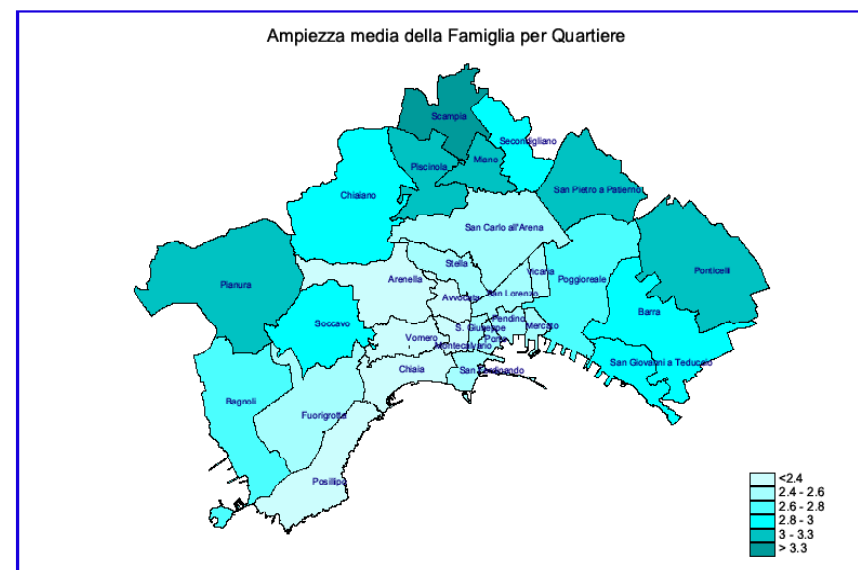 Ampiezza media della Famiglia per Quartiere
Scampia
Secondigliano
Piscinola
Miano
San Pietro a Patierno
Chiaiano
San Carlo all'Arena
Stella
Vicaria
Ponticelli
Pianura
Arenella
Poggioreale
Avvocata
San Lorenzo
Barra
Soccavo
Pendino
S. Giuseppe
Mercato
Vomero
Porto
Montecalvario
San Giovanni a Teduccio
Chiaia
San Ferdinando
Bagnoli
Fuorigrotta
Posillipo
<2.4
2.4 - 2.6
2.6 - 2.8
2.8 - 3
3 - 3.3
> 3.3